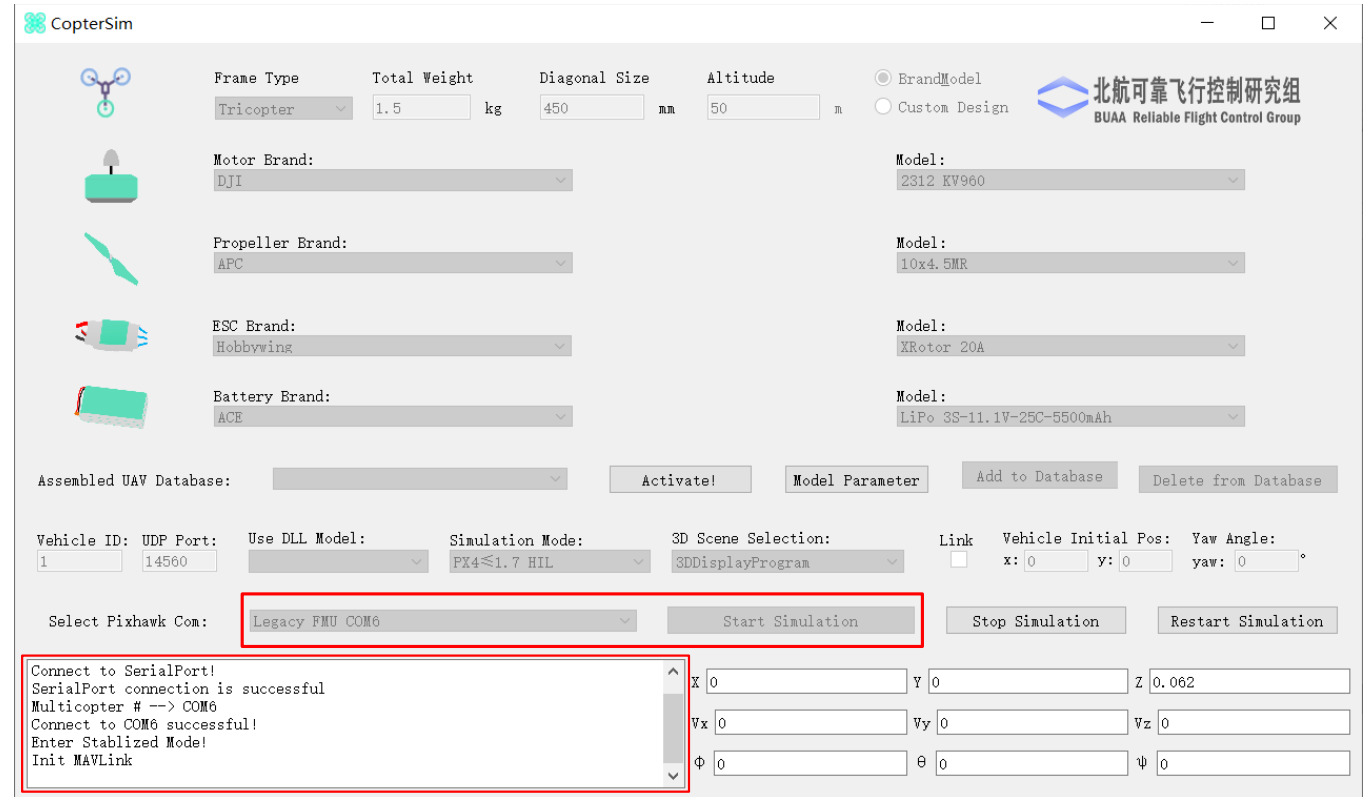 CopterSim
Frame Type Total Weight Diagonal Size Altitude BrandModel
Tricopter 1.5 kg 450 mm 50 m Custom Design
北航可靠飞行控制研究组
BUAA Reliable Flight Control Group
Motor Brand: Model:
DJI 2312 KV960
Propeller Brand: Model:
APC 10x4.5MR
ESC Brand: Model:
Hobbywing XRotor 20A
Battery Brand: Model:
ACE LiPo 3S-11.1V-25C-5500mAh
Assembled UAV Database: Activate! Model Parameter Add to Database Delete from Database
Vehicle ID: UDP Port: Use DLL Model: Simulation Mode: 3D Scene Selection: Link Vehicle Initial Pos: Yaw Angle:
1 14560 PX4≤1.7 HIL 3DDisplayProgram x: 0 y: 0 yaw: 0 °
Select Pixhawk Com: Legacy FMU COM6 Start Simulation Stop Simulation Restart Simulation
Connect to SerialPort!
SerialPort connection is successful
Multicopter # --> COM6
Connect to COM6 successful!
Enter Stablized Mode!
Init MAVLink
X 0 Y 0 Z 0.062
Vx 0 Vy 0 Vz 0
Φ 0 θ 0 ψ 0